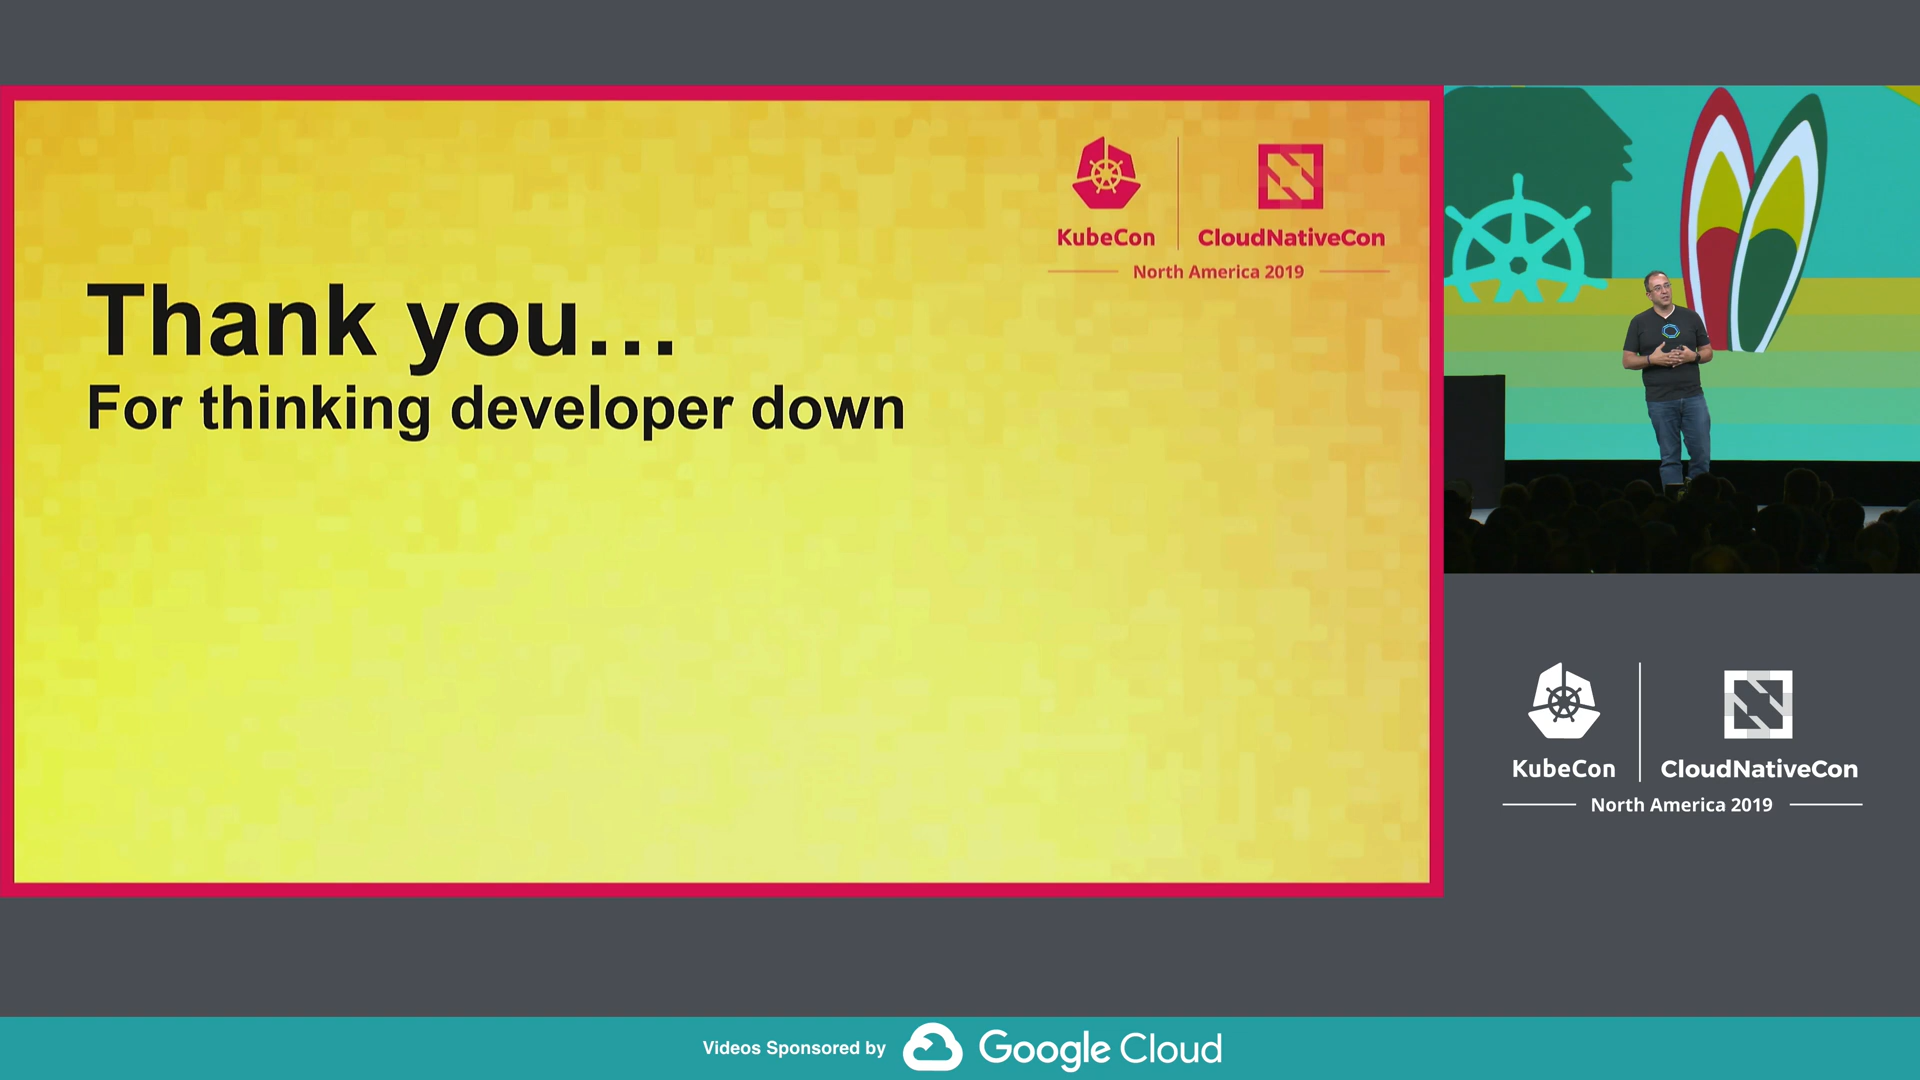 KubeCon
CloudNativeCon
North America 2019
Thank you...
For thinking developer down
KubeCon
CloudNativeCon
North America 2019
Videos Sponsored by
Google Cloud